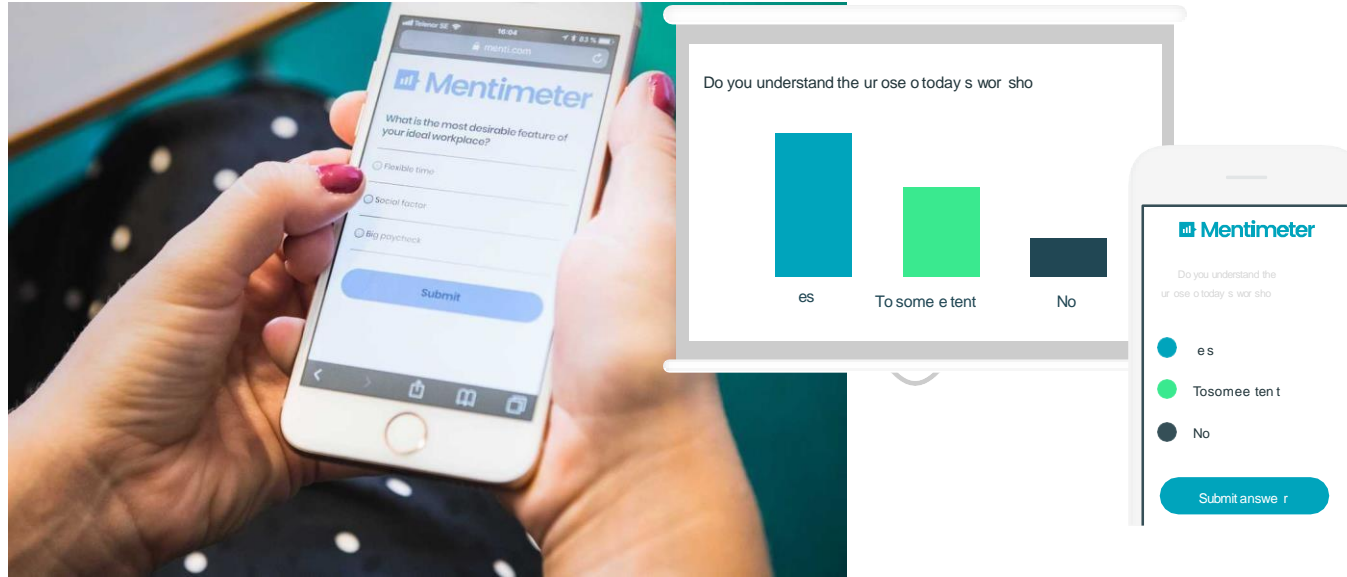 Telenor SE
16:04
83 %
menti.com
Mentimeter
What is the most desirable feature of
your ideal workplace?
Flexible time
Social factor
Big paycheck
Submit
Do you understand the ur ose o today s wor sho
es
To some e tent
No
Mentimeter
Do you understand the
ur ose o today s wor sho
es
Tosomee ten t
No
Submit answe r